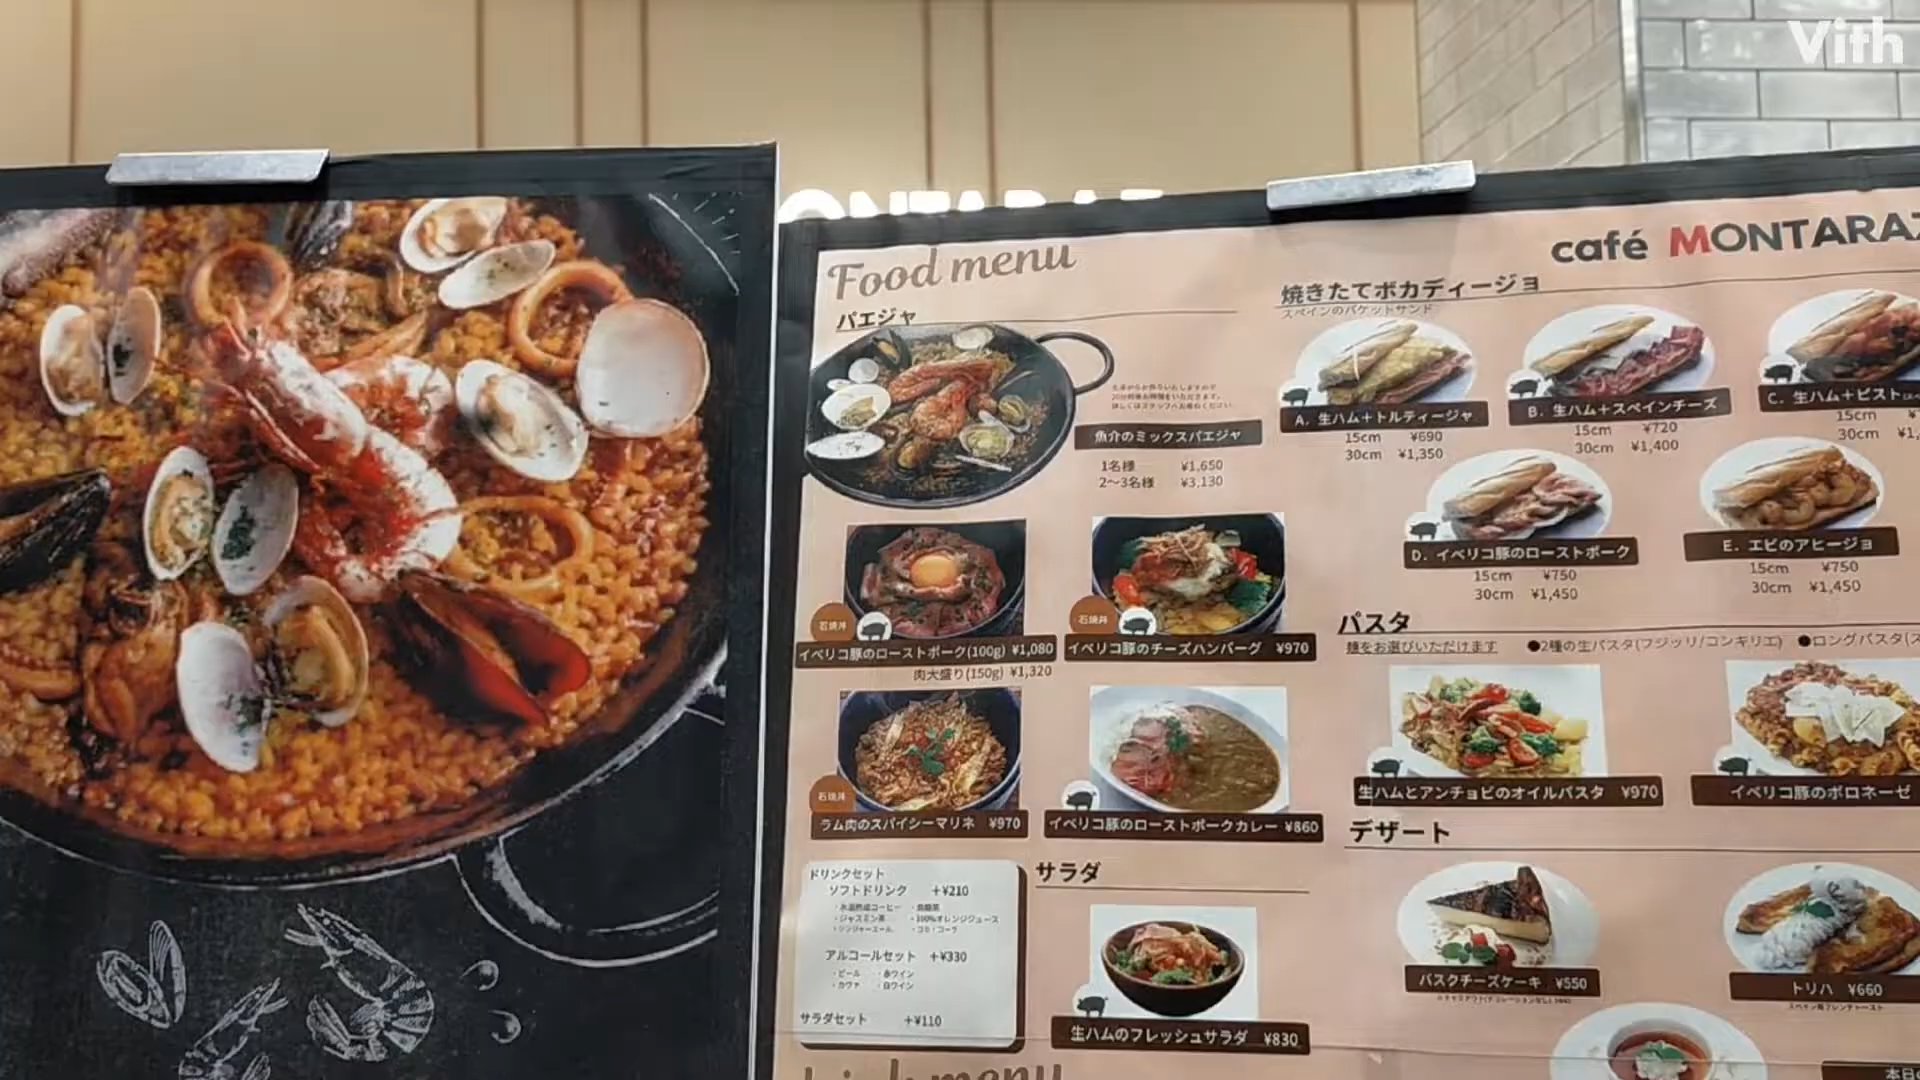 Vith
Food menu
café MONTARAZ
パエジャ
魚介のミックスパエジャ
1名様 ¥1,650
2〜3名様 ¥3,130
石焼丼
イベリコ豚のローストポーク(100g) ¥1,080
肉大盛り(150g) ¥1,320
石焼丼
イベリコ豚のチーズハンバーグ ¥970
石焼丼
ラム肉のスパイシーマリネ ¥970
イベリコ豚のローストポークカレー ¥860
ドリンクセット
ソフトドリンク +¥210
・氷温熟成コーヒー ・烏龍茶
・ジャスミン茶 ・100%オレンジジュース
・ジンジャーエール ・コカ・コーラ
アルコールセット +¥330
・ビール ・赤ワイン
・カヴァ ・白ワイン
サラダセット +¥110
サラダ
生ハムのフレッシュサラダ ¥830
焼きたてボカディージョ
スペインのバケットサンド
A. 生ハム+トルティージャ
15cm ¥690
30cm ¥1,350
B. 生ハム+スペインチーズ
15cm ¥720
30cm ¥1,400
C. 生ハム+ピスト
15cm ¥
30cm ¥1,
D. イベリコ豚のローストポーク
15cm ¥750
30cm ¥1,450
E. エビのアヒージョ
15cm ¥750
30cm ¥1,450
パスタ
麺をお選びいただけます ●2種の生パスタ(フジッリ/コンキリエ) ●ロングパスタ(ス
生ハムとアンチョビのオイルパスタ ¥970
イベリコ豚のボロネーゼ
デザート
バスクチーズケーキ ¥550
トリハ ¥660
スペイン風フレンチトースト
本日の